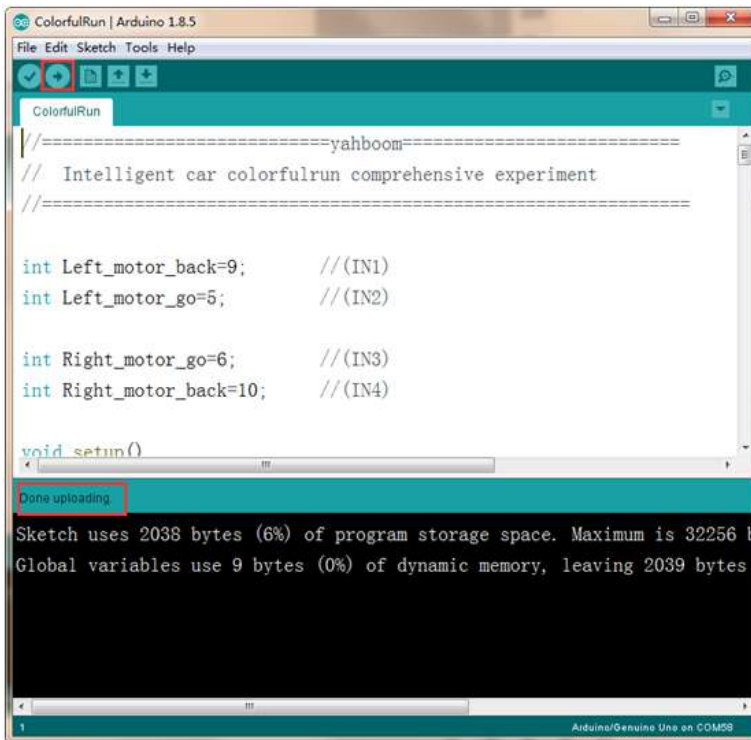 ColorfulRun | Arduino 1.8.5
File Edit Sketch Tools Help
ColorfulRun
//============================yahboom===========================
// Intelligent car colorfulrun comprehensive experiment
//===============================================================
int Left_motor_back=9; //(IN1)
int Left_motor_go=5; //(IN2)
int Right_motor_go=6; //(IN3)
int Right_motor_back=10; //(IN4)
void setup()
Done uploading.
Sketch uses 2038 bytes (6%) of program storage space. Maximum is 32256 b
Global variables use 9 bytes (0%) of dynamic memory, leaving 2039 bytes
1 Arduino/Genuino Uno on COM59